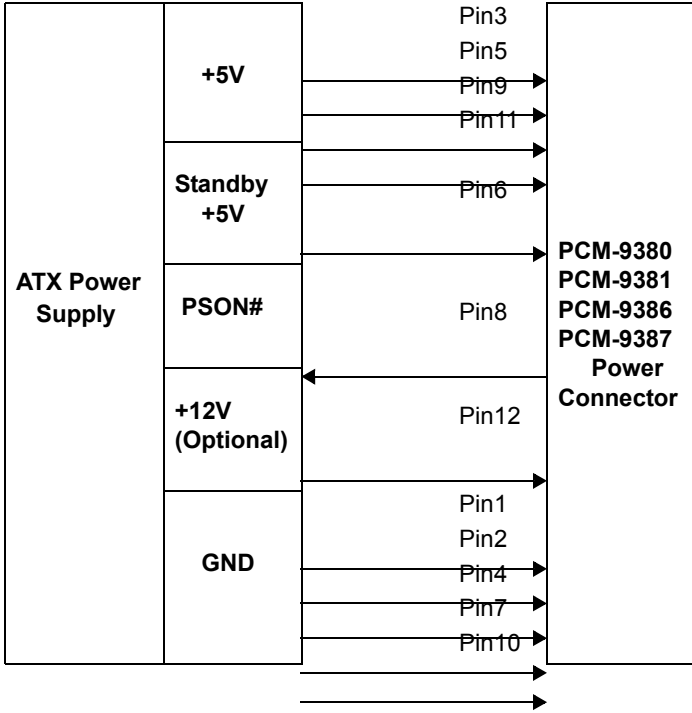 ATX Power
Supply
+5V
Standby
+5V
PSON#
+12V
(Optional)
GND
Pin3
Pin5
Pin9
Pin11
Pin6
Pin8
Pin12
Pin1
Pin2
Pin4
Pin7
Pin10
PCM-9380
PCM-9381
PCM-9386
PCM-9387
Power
Connector